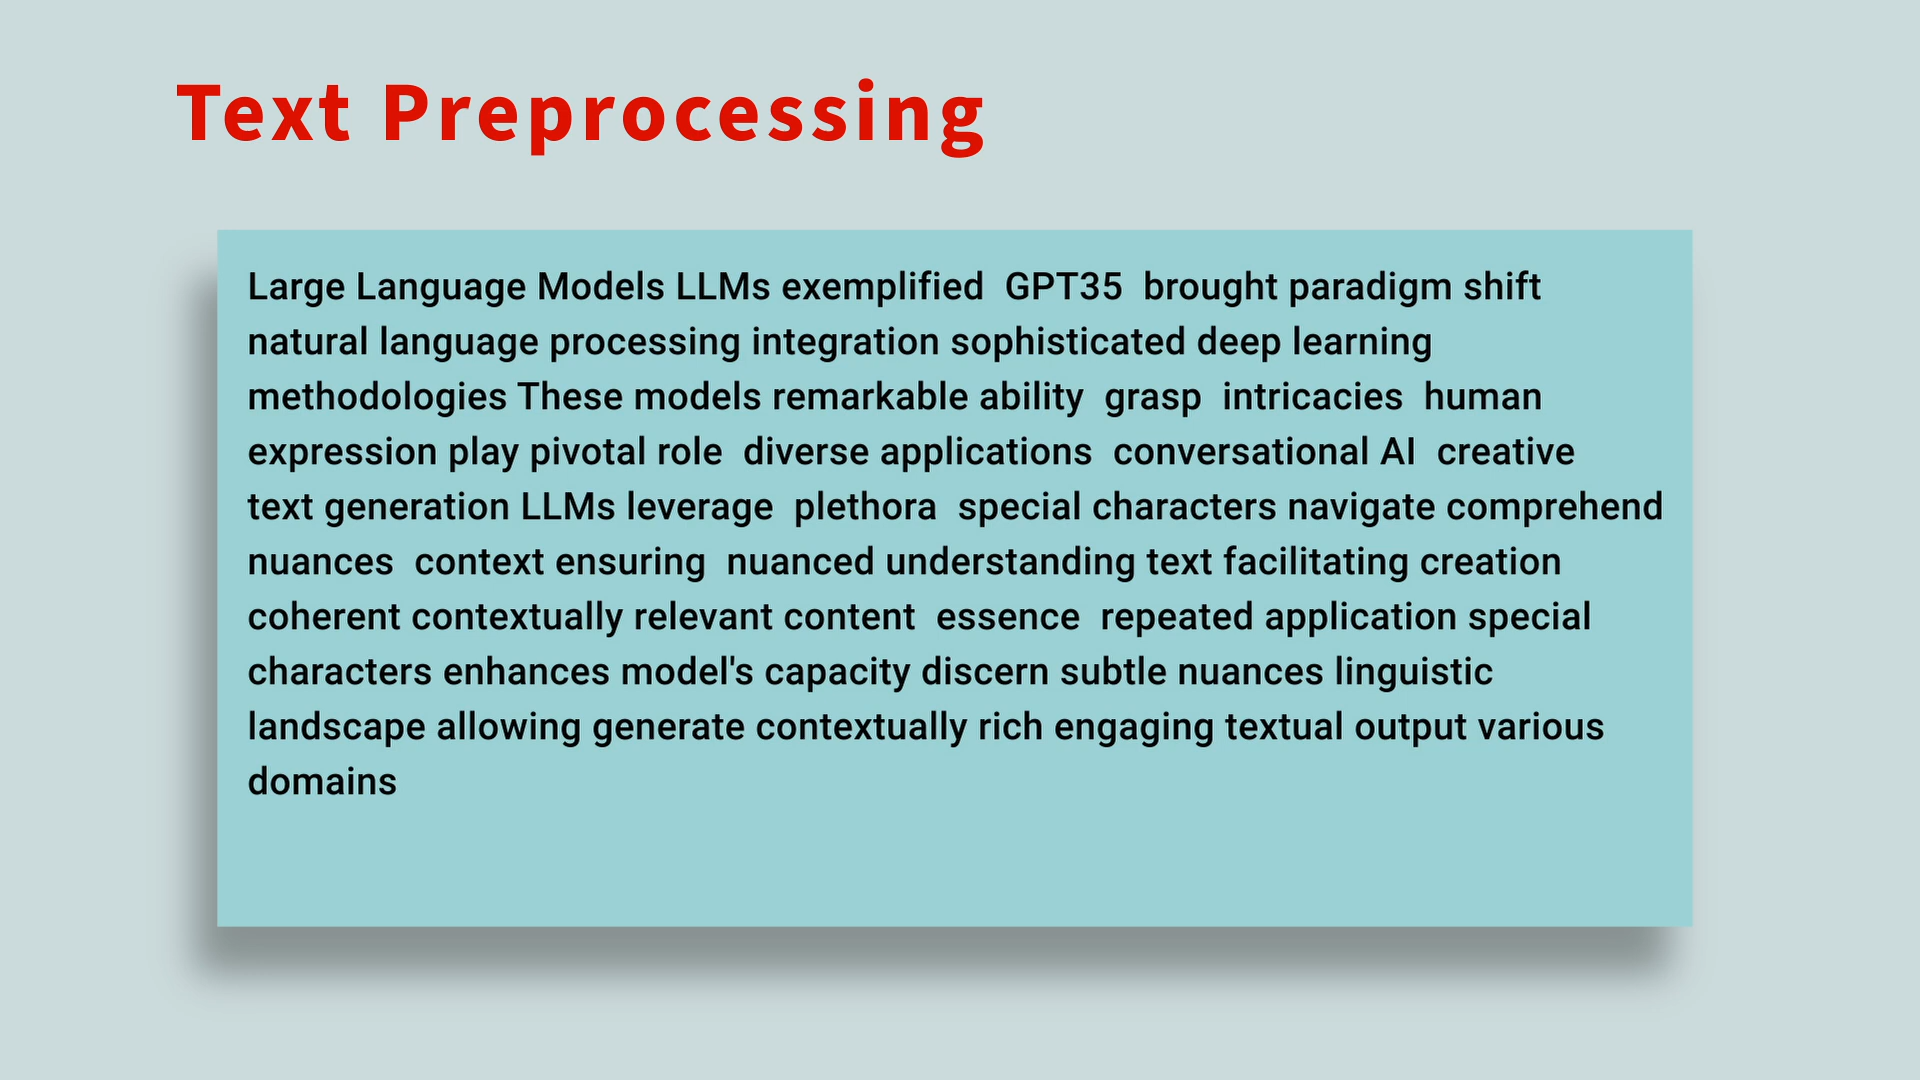 Text Preprocessing
Large Language Models LLMs exemplified  GPT35  brought paradigm shift
natural language processing integration sophisticated deep learning
methodologies These models remarkable ability  grasp  intricacies  human
expression play pivotal role  diverse applications  conversational AI  creative
text generation LLMs leverage  plethora  special characters navigate comprehend
nuances  context ensuring  nuanced understanding text facilitating creation
coherent contextually relevant content  essence  repeated application special
characters enhances model's capacity discern subtle nuances linguistic
landscape allowing generate contextually rich engaging textual output various
domains